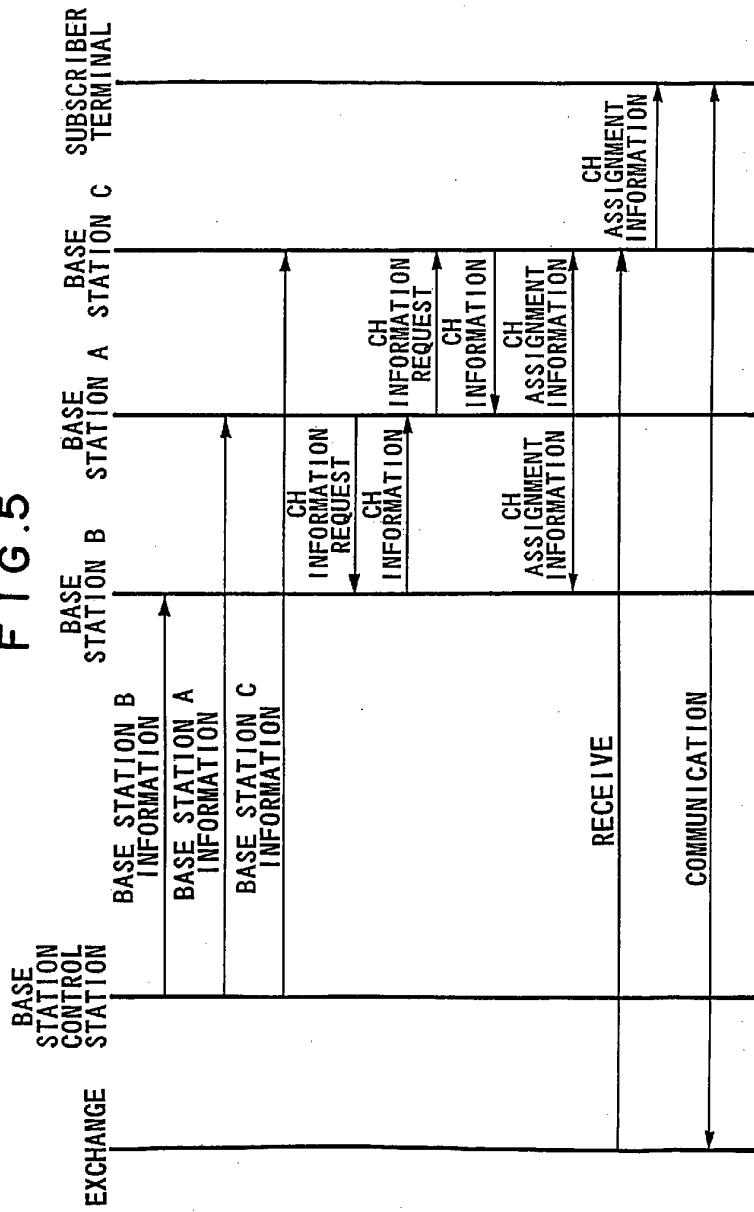 FIG.5
EXCHANGE
BASE
STATION
CONTROL
STATION
BASE
STATION B
BASE
STATION A
BASE
STATION C
SUBSCRIBER
TERMINAL
BASE STATION B
INFORMATION
BASE STATION A
INFORMATION
BASE STATION C
INFORMATION
CH
INFORMATION
REQUEST
CH
INFORMATION
CH
INFORMATION
REQUEST
CH
INFORMATION
CH
ASSIGNMENT
INFORMATION
CH
ASSIGNMENT
INFORMATION
RECEIVE
CH
ASSIGNMENT
INFORMATION
COMMUNICATION